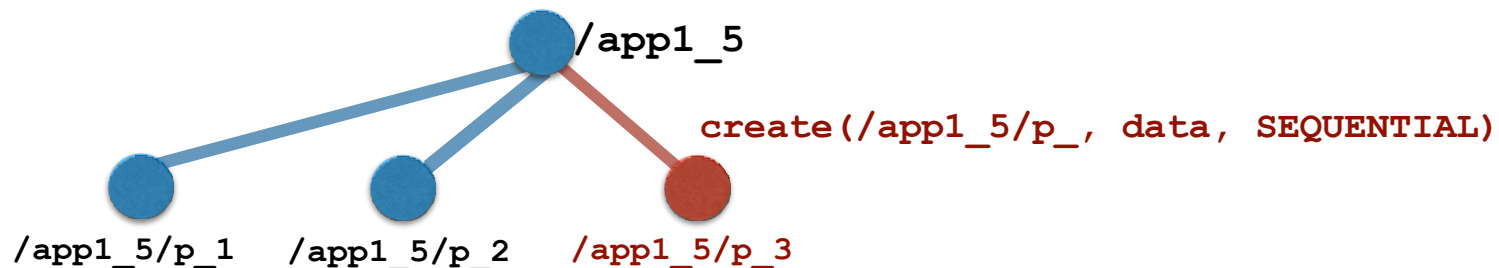 /app1_5
create(/app1_5/p_, data, SEQUENTIAL)
/app1_5/p_1
/app1_5/p_2
/app1_5/p_3